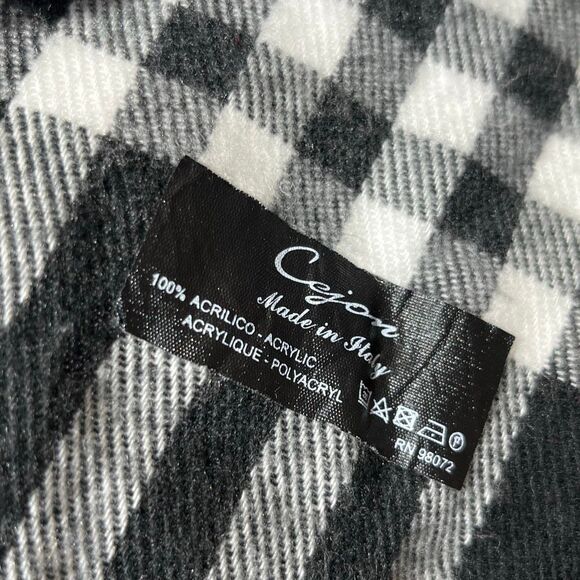 Cejon
Made in Italy
100% ACRILICO - ACRYLIC
ACRYLIQUE - POLYACRYL
P
RN 98072